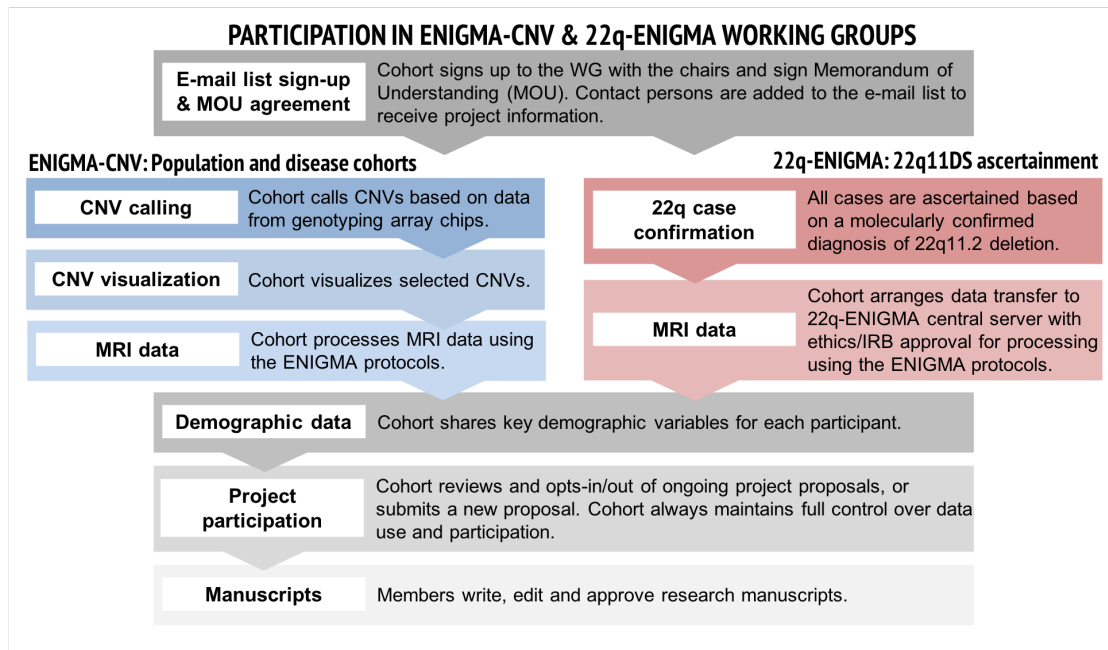 PARTICIPATION IN ENIGMA-CNV & 22q-ENIGMA WORKING GROUPS
E-mail list sign-up
& MOU agreement
Cohort signs up to the WG with the chairs and sign Memorandum of
Understanding (MOU). Contact persons are added to the e-mail list to
receive project information.
ENIGMA-CNV: Population and disease cohorts
CNV calling
Cohort calls CNVs based on data
from genotyping array chips.
CNV visualization
Cohort visualizes selected CNVs.
MRI data
Cohort processes MRI data using
the ENIGMA protocols.
22q-ENIGMA: 22q11DS ascertainment
22q case
confirmation
All cases are ascertained based
on a molecularly confirmed
diagnosis of 22q11.2 deletion.
MRI data
Cohort arranges data transfer to
22q-ENIGMA central server with
ethics/IRB approval for processing
using the ENIGMA protocols.
Demographic data
Cohort shares key demographic variables for each participant.
Project
participation
Cohort reviews and opts-in/out of ongoing project proposals, or
submits a new proposal. Cohort always maintains full control over data
use and participation.
Manuscripts
Members write, edit and approve research manuscripts.